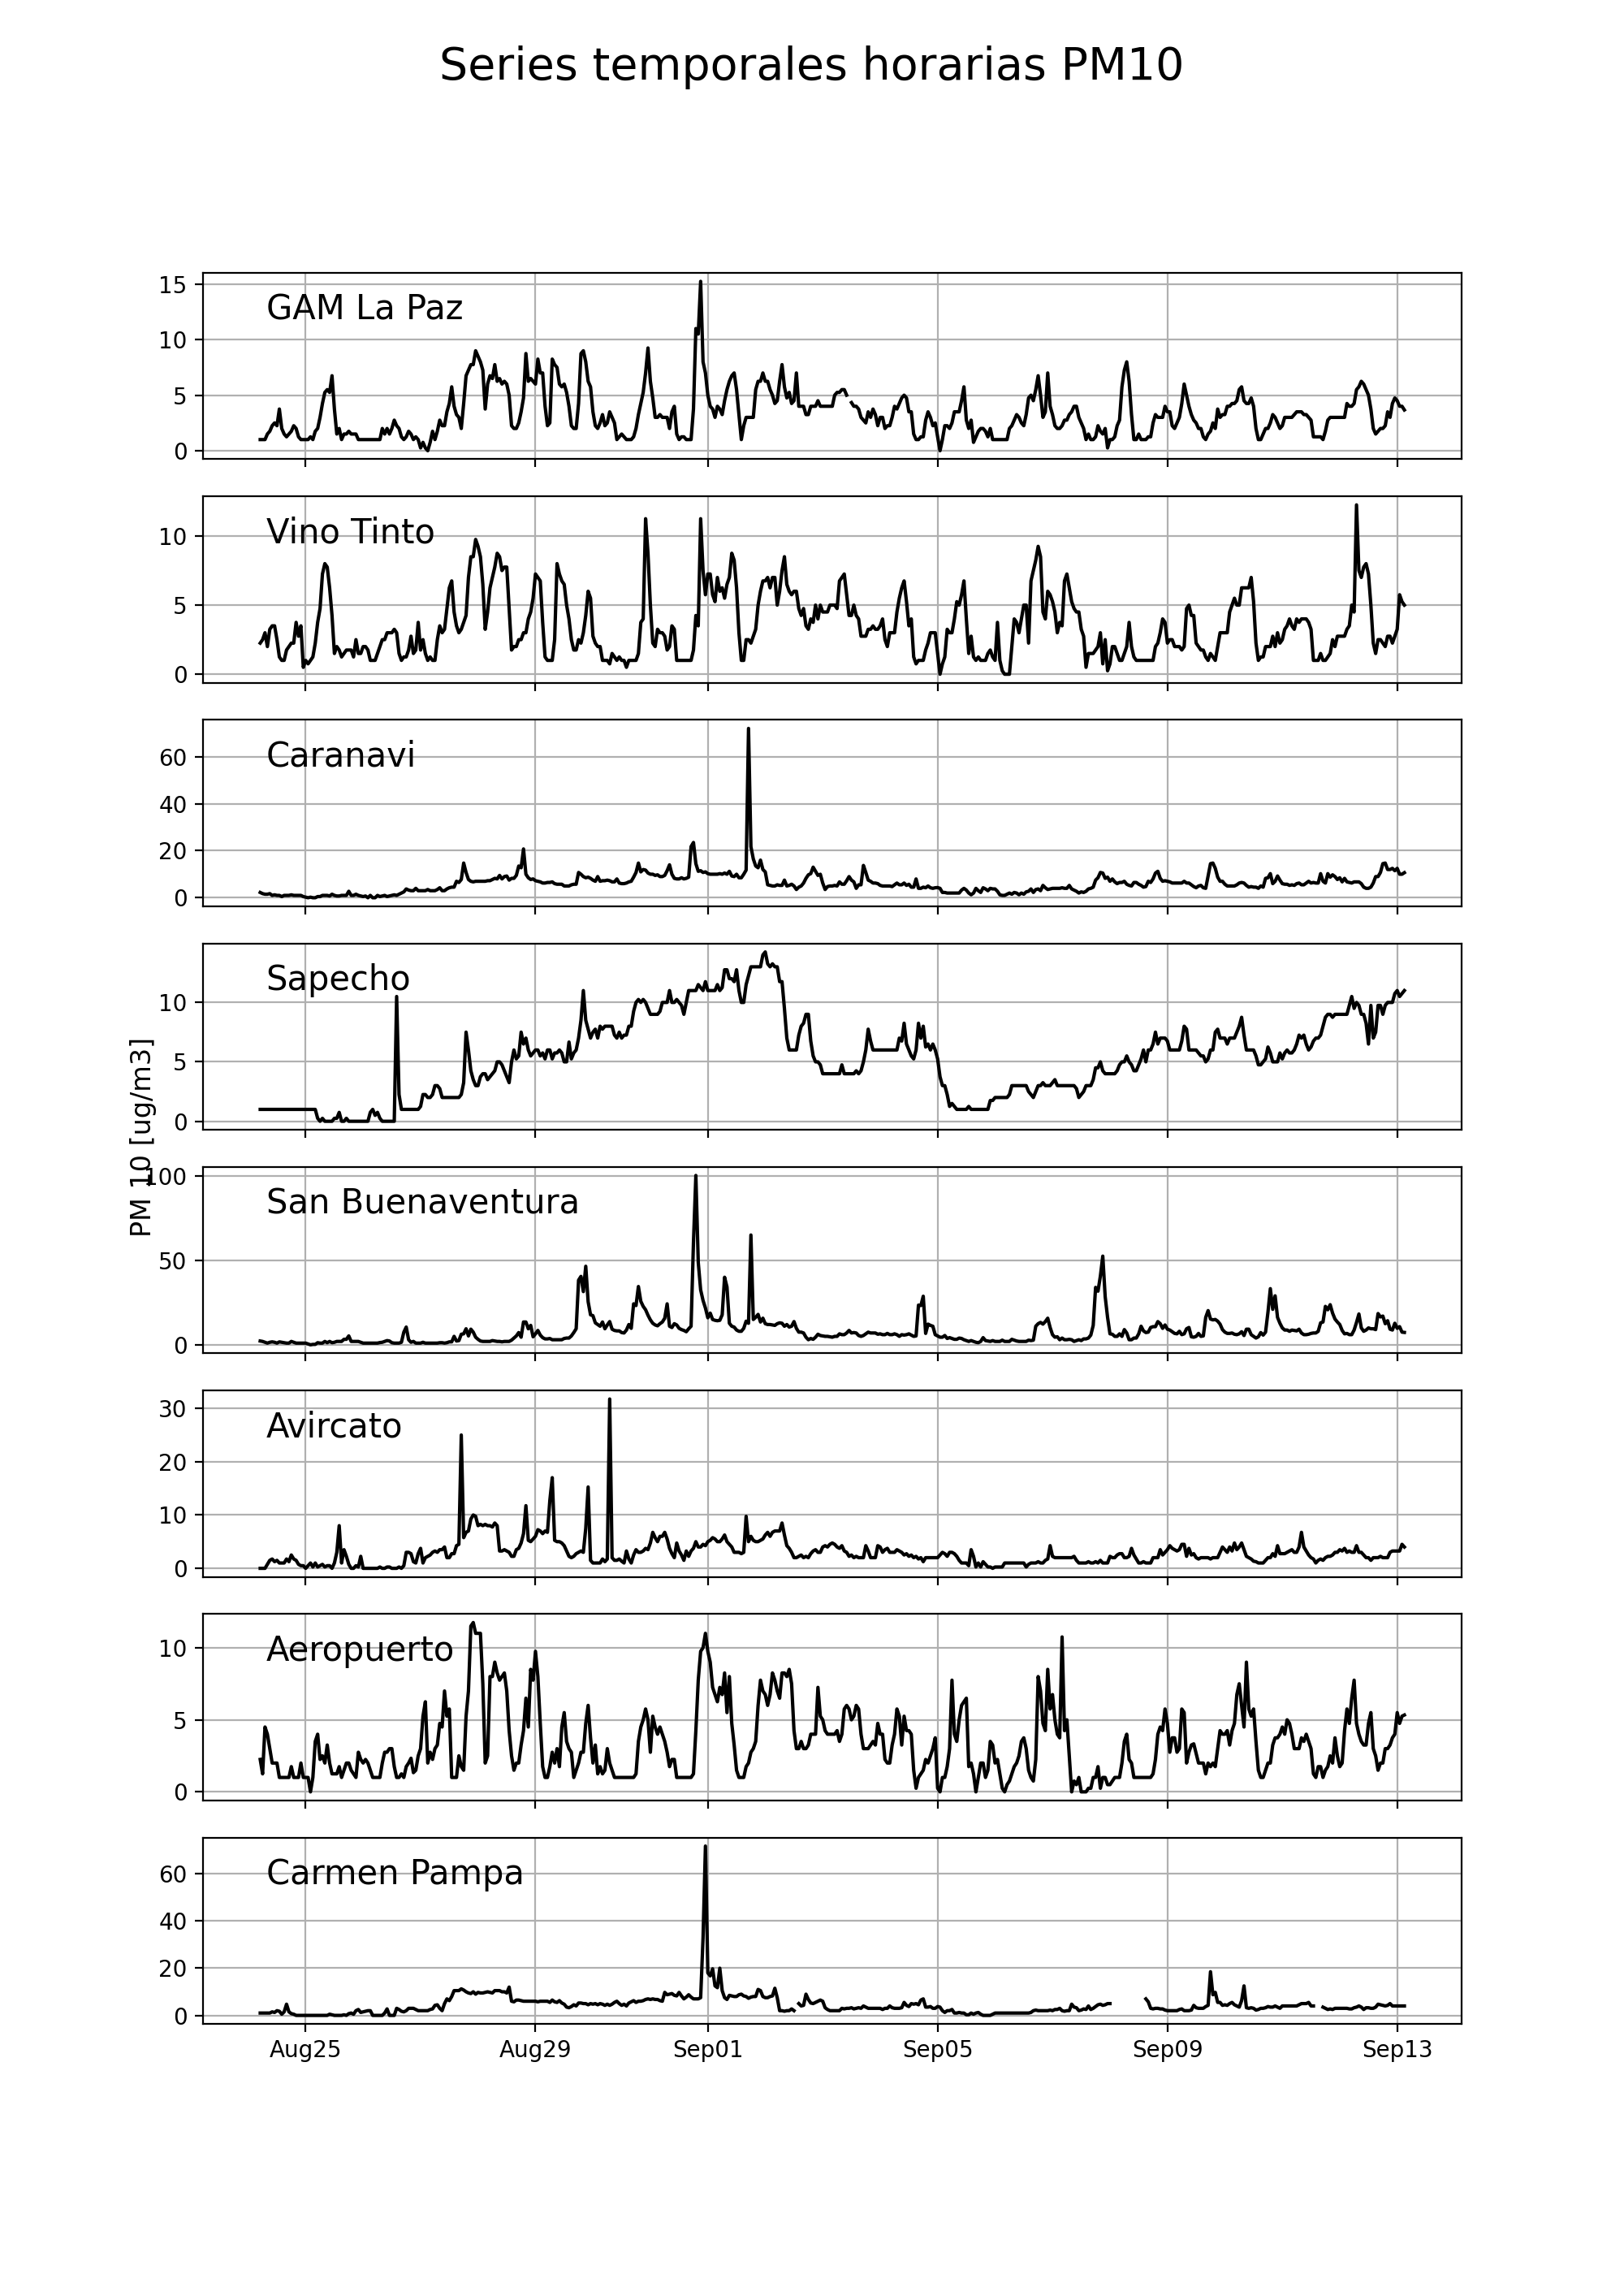 Series temporales horarias PM10
PM 10 [ug/m3]
GAM La Paz
15
10
5
0
Vino Tinto
10
5
0
Caranavi
60
40
20
0
Sapecho
10
5
0
San Buenaventura
100
50
0
Avircato
30
20
10
0
Aeropuerto
10
5
0
Carmen Pampa
60
40
20
0
Aug25 Aug29 Sep01 Sep05 Sep09 Sep13